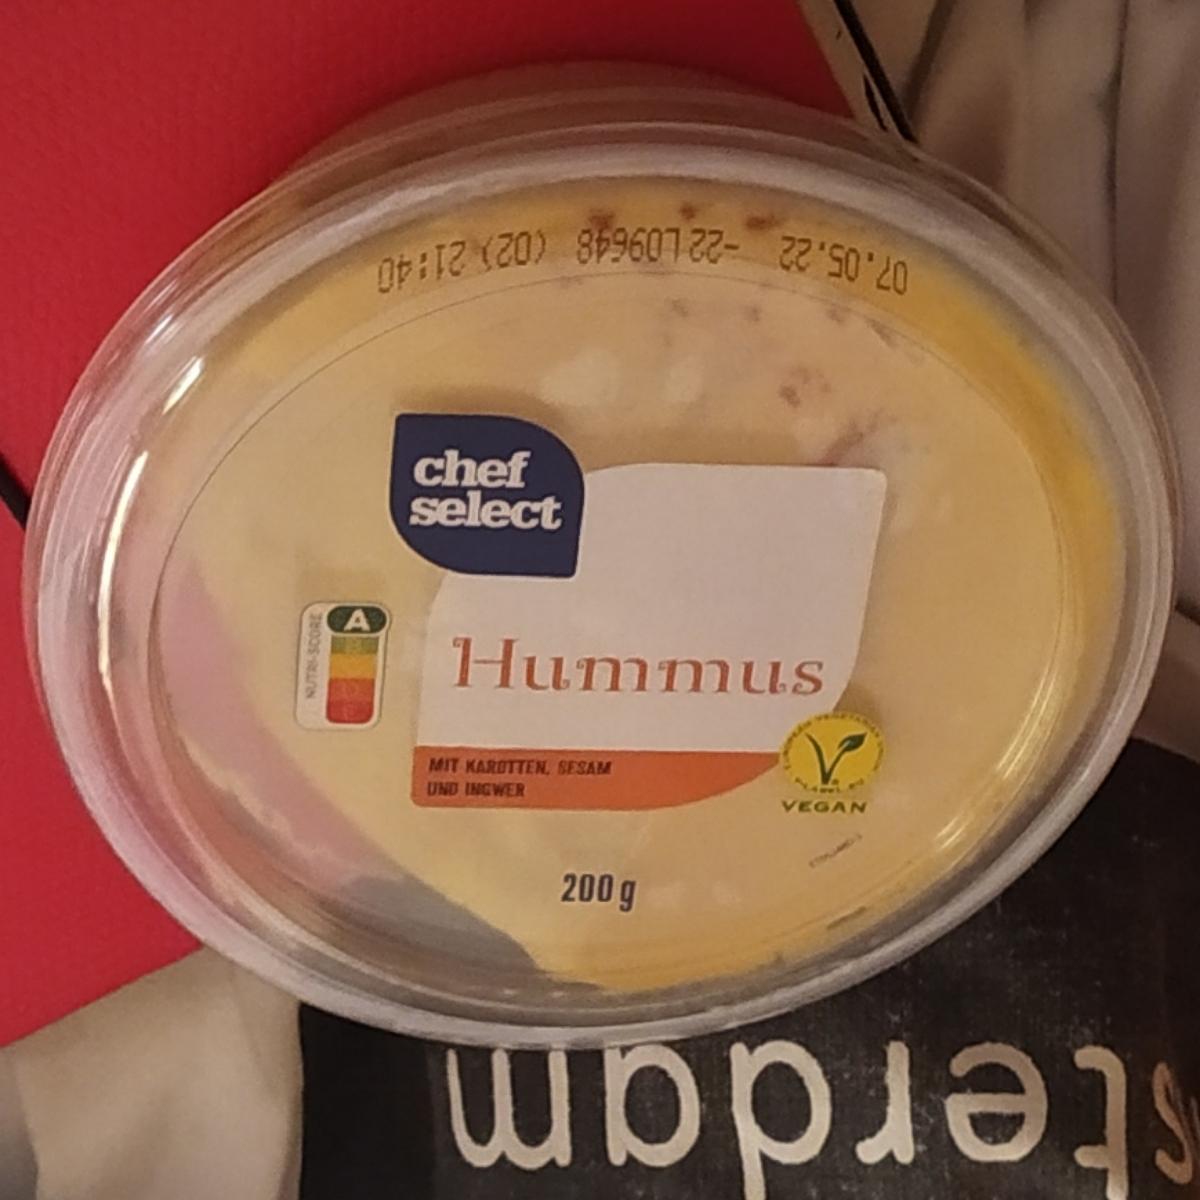 07.05.22 -22L09648 (02) 21:40
chef
select
NUTRI-SCORE
A
Hummus
MIT KAROTTEN, SESAM
UND INGWER
VEGAN
200 g
sterdam